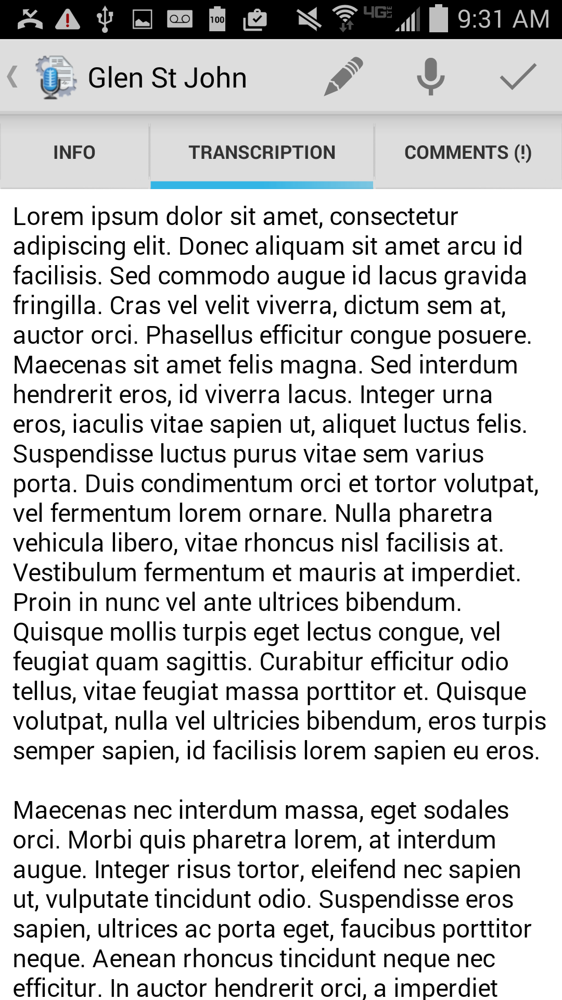 100
4G LTE
9:31 AM
Glen St John
INFO
TRANSCRIPTION
COMMENTS (!)
Lorem ipsum dolor sit amet, consectetur
adipiscing elit. Donec aliquam sit amet arcu id
facilisis. Sed commodo augue id lacus gravida
fringilla. Cras vel velit viverra, dictum sem at,
auctor orci. Phasellus efficitur congue posuere.
Maecenas sit amet felis magna. Sed interdum
hendrerit eros, id viverra lacus. Integer urna
eros, iaculis vitae sapien ut, aliquet luctus felis.
Suspendisse luctus purus vitae sem varius
porta. Duis condimentum orci et tortor volutpat,
vel fermentum lorem ornare. Nulla pharetra
vehicula libero, vitae rhoncus nisl facilisis at.
Vestibulum fermentum et mauris at imperdiet.
Proin in nunc vel ante ultrices bibendum.
Quisque mollis turpis eget lectus congue, vel
feugiat quam sagittis. Curabitur efficitur odio
tellus, vitae feugiat massa porttitor et. Quisque
volutpat, nulla vel ultricies bibendum, eros turpis
semper sapien, id facilisis lorem sapien eu eros.
Maecenas nec interdum massa, eget sodales
orci. Morbi quis pharetra lorem, at interdum
augue. Integer risus tortor, eleifend nec sapien
ut, vulputate tincidunt odio. Suspendisse eros
sapien, ultrices ac porta eget, faucibus porttitor
neque. Aenean rhoncus tincidunt neque nec
efficitur. In auctor hendrerit orci, a imperdiet